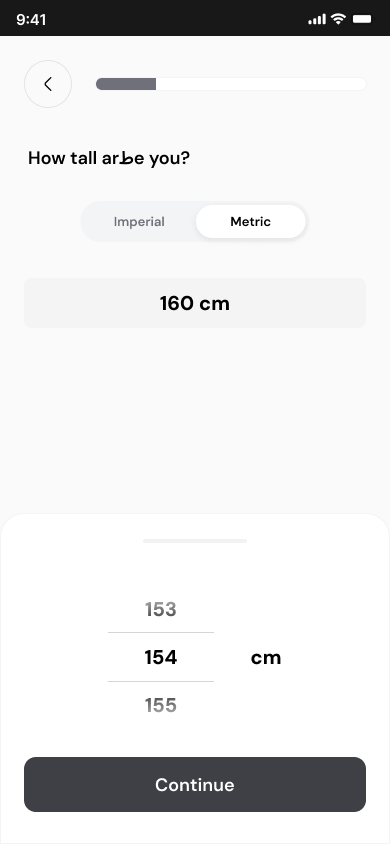 9:41
How tall arطe you?
Imperial Metric
160 cm
153
154 cm
155
Continue